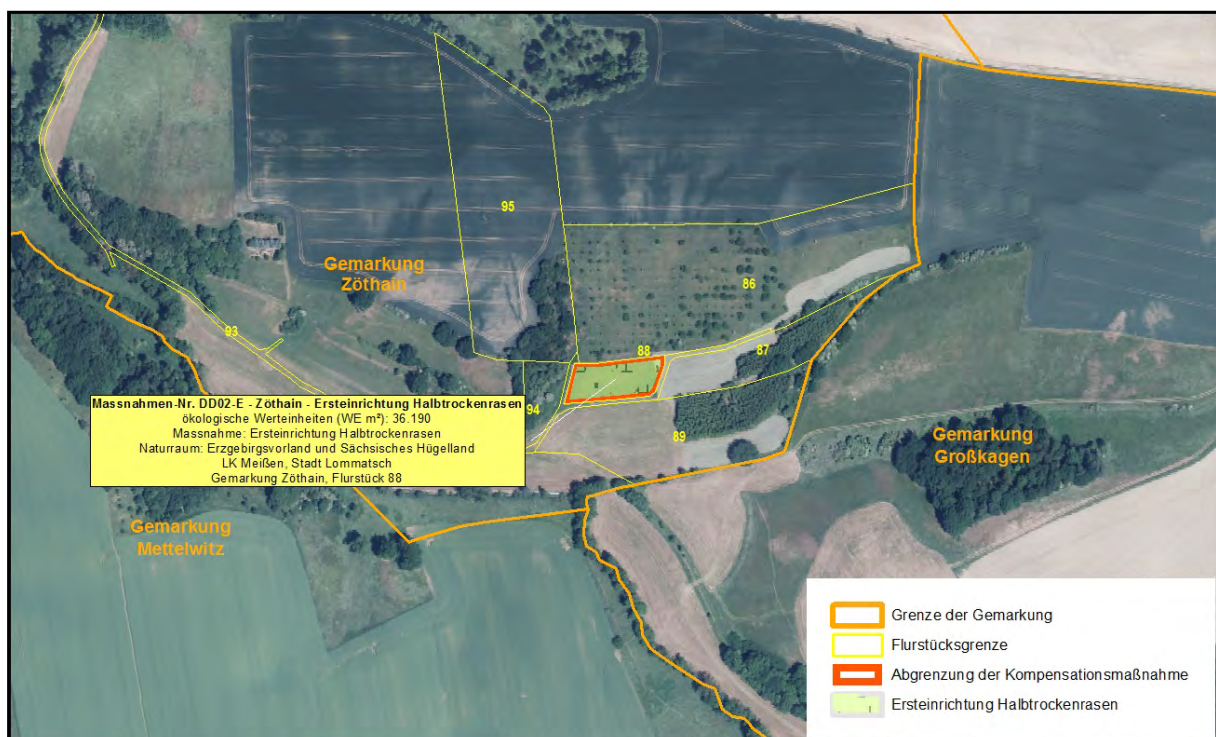 95
Gemarkung
Zöthain
86
93
88
87
94
Massnahmen-Nr. DD02-E - Zöthain - Ersteinrichtung Halbtrockenrasen
ökologische Werteinheiten (WE m²): 36.190
Massnahme: Ersteinrichtung Halbtrockenrasen
Naturraum: Erzgebirgsvorland und Sächsisches Hügelland
LK Meißen, Stadt Lommatsch
Gemarkung Zöthain, Flurstück 88
89
Gemarkung
Großkagen
Gemarkung
Mettelwitz
Grenze der Gemarkung
Flurstücksgrenze
Abgrenzung der Kompensationsmaßnahme
Ersteinrichtung Halbtrockenrasen